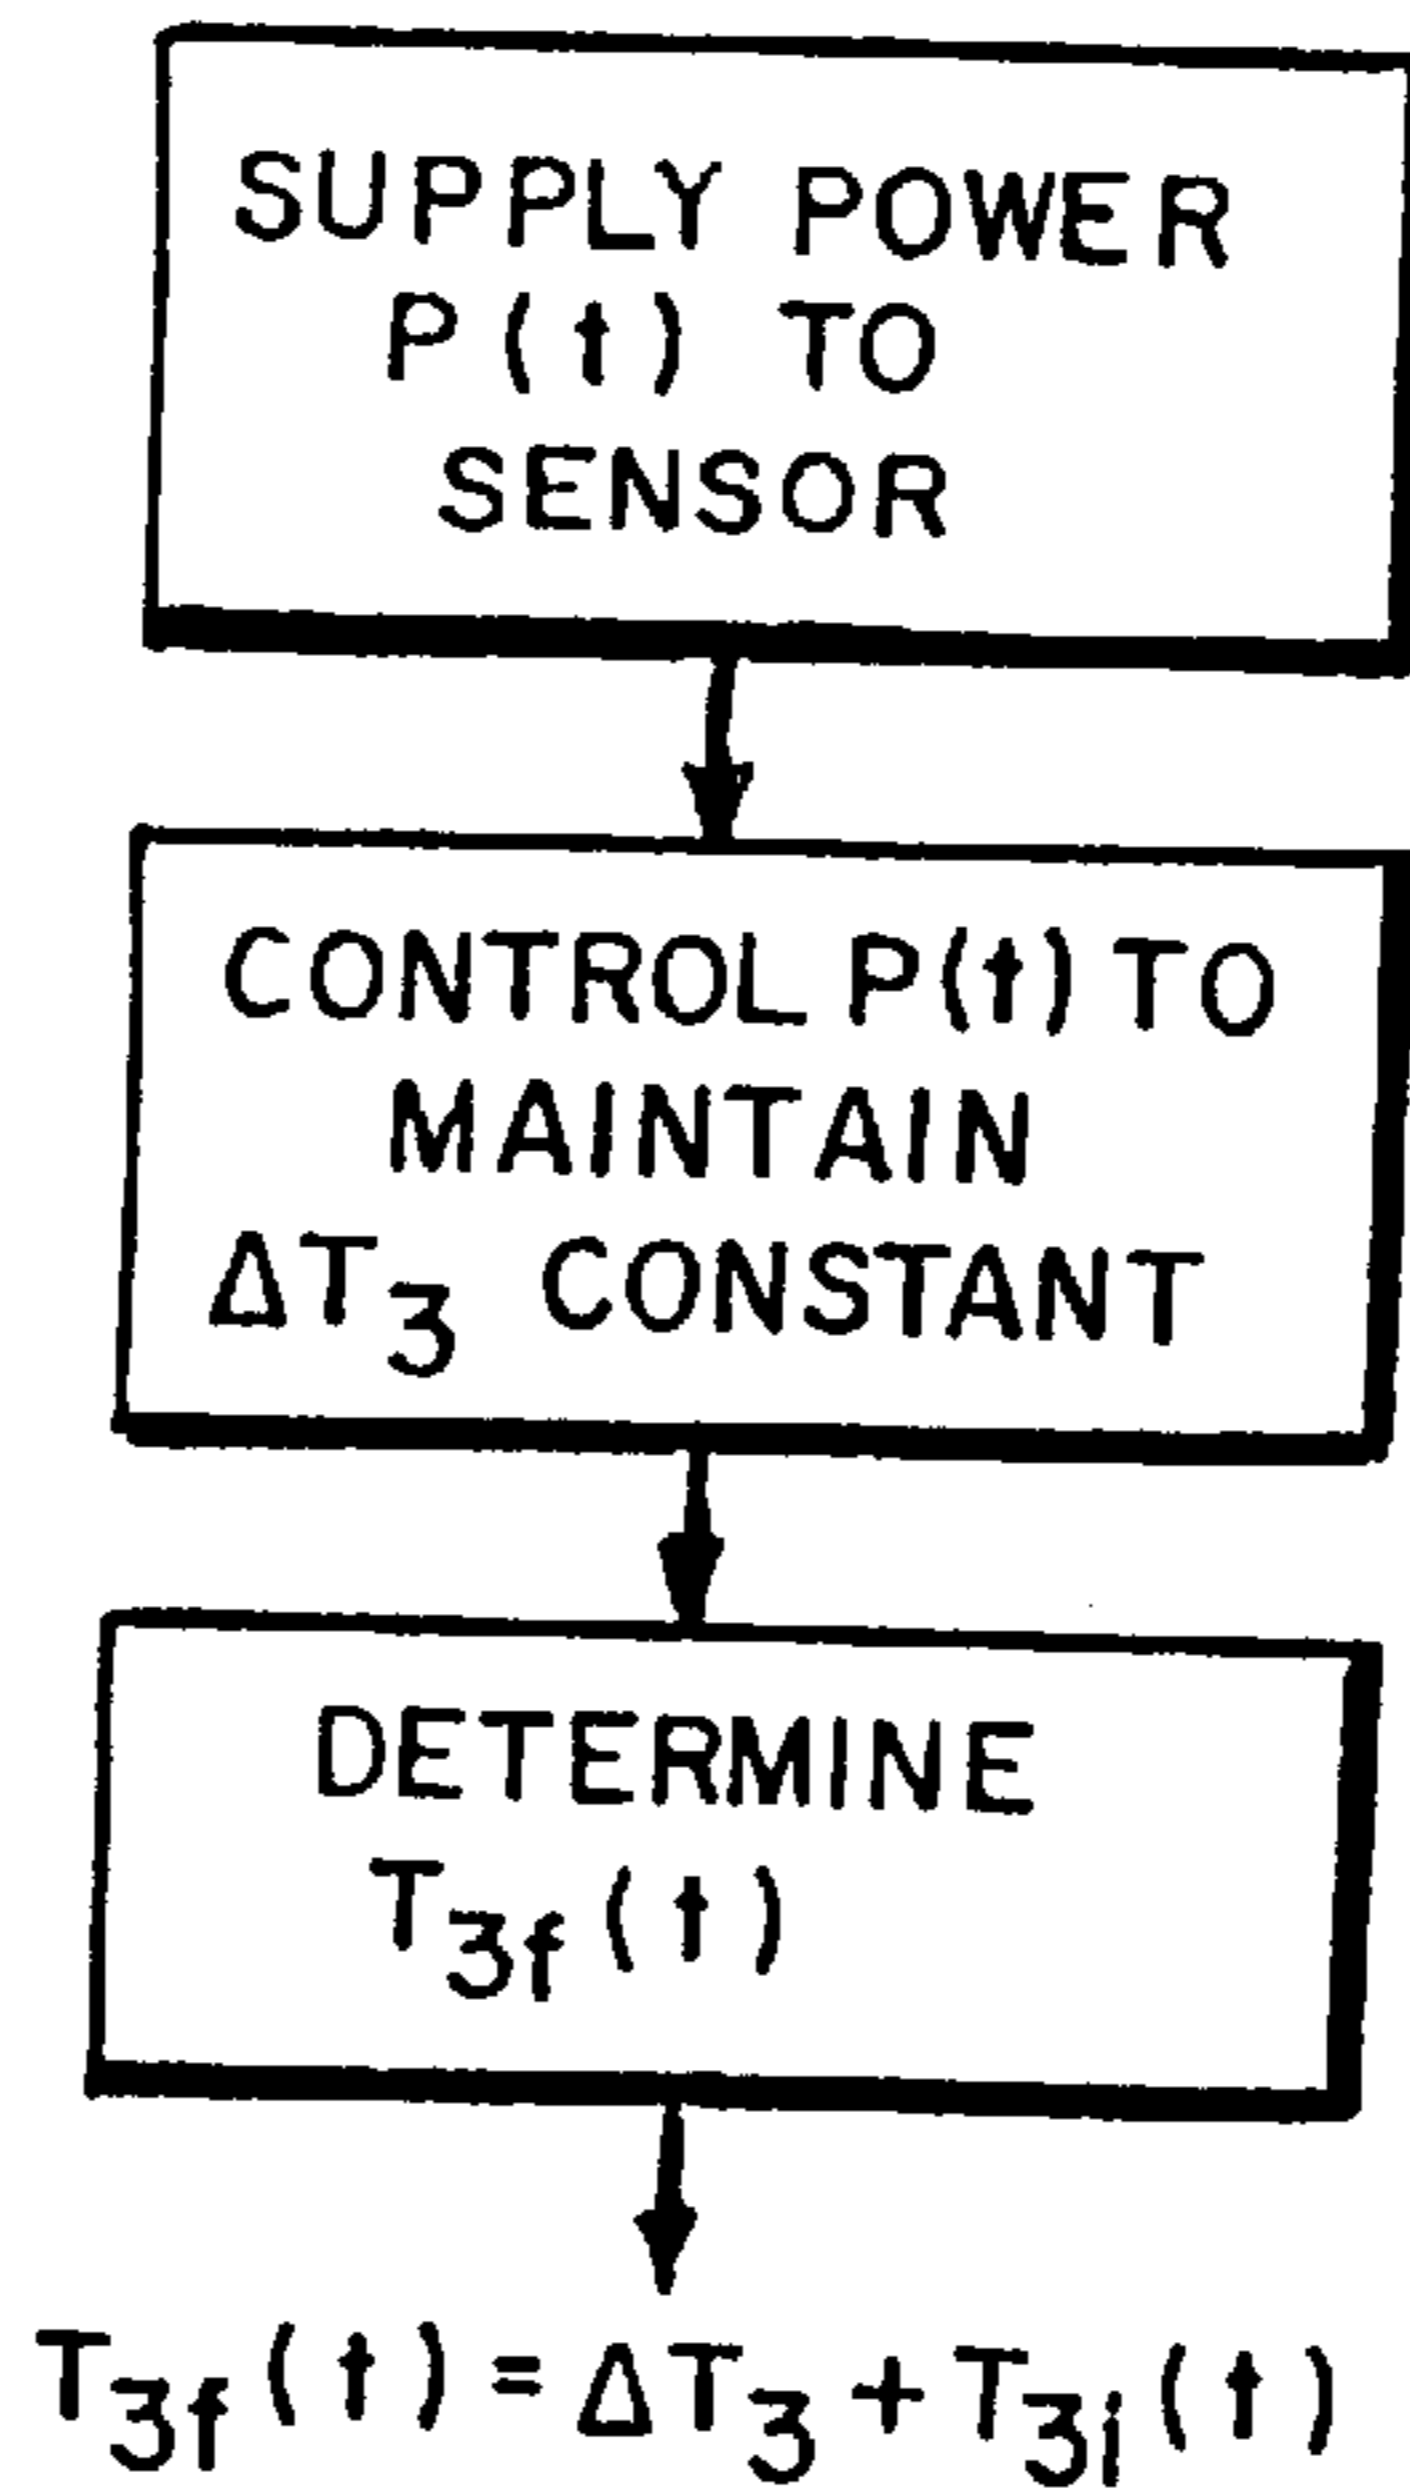 SUPPLY POWER
P(t) TO
SENSOR
CONTROL P(t) TO
MAINTAIN
ΔT₃ CONSTANT
DETERMINE
T₃f(t)
T₃f(t)=ΔT₃+T₃i(t)